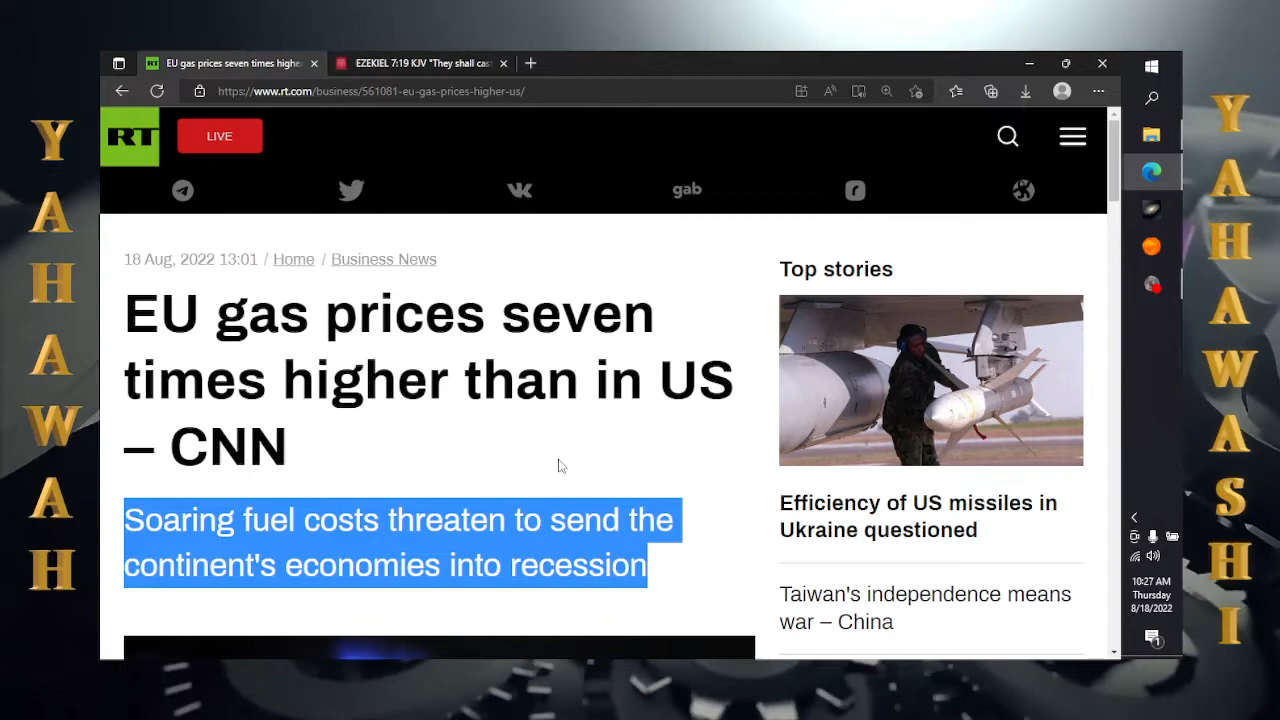 YAHAWAH
EU gas prices seven times highe
EZEKIEL 7:19 KJV "They shall cas
https://www.rt.com/business/561081-eu-gas-prices-higher-us/
RT
LIVE
gab
18 Aug, 2022 13:01 / Home / Business News
EU gas prices seven
times higher than in US
– CNN
Soaring fuel costs threaten to send the
continent's economies into recession
Top stories
Efficiency of US missiles in
Ukraine questioned
Taiwan's independence means
war – China
10:27 AM
Thursday
8/18/2022
1
YAHAWASHI